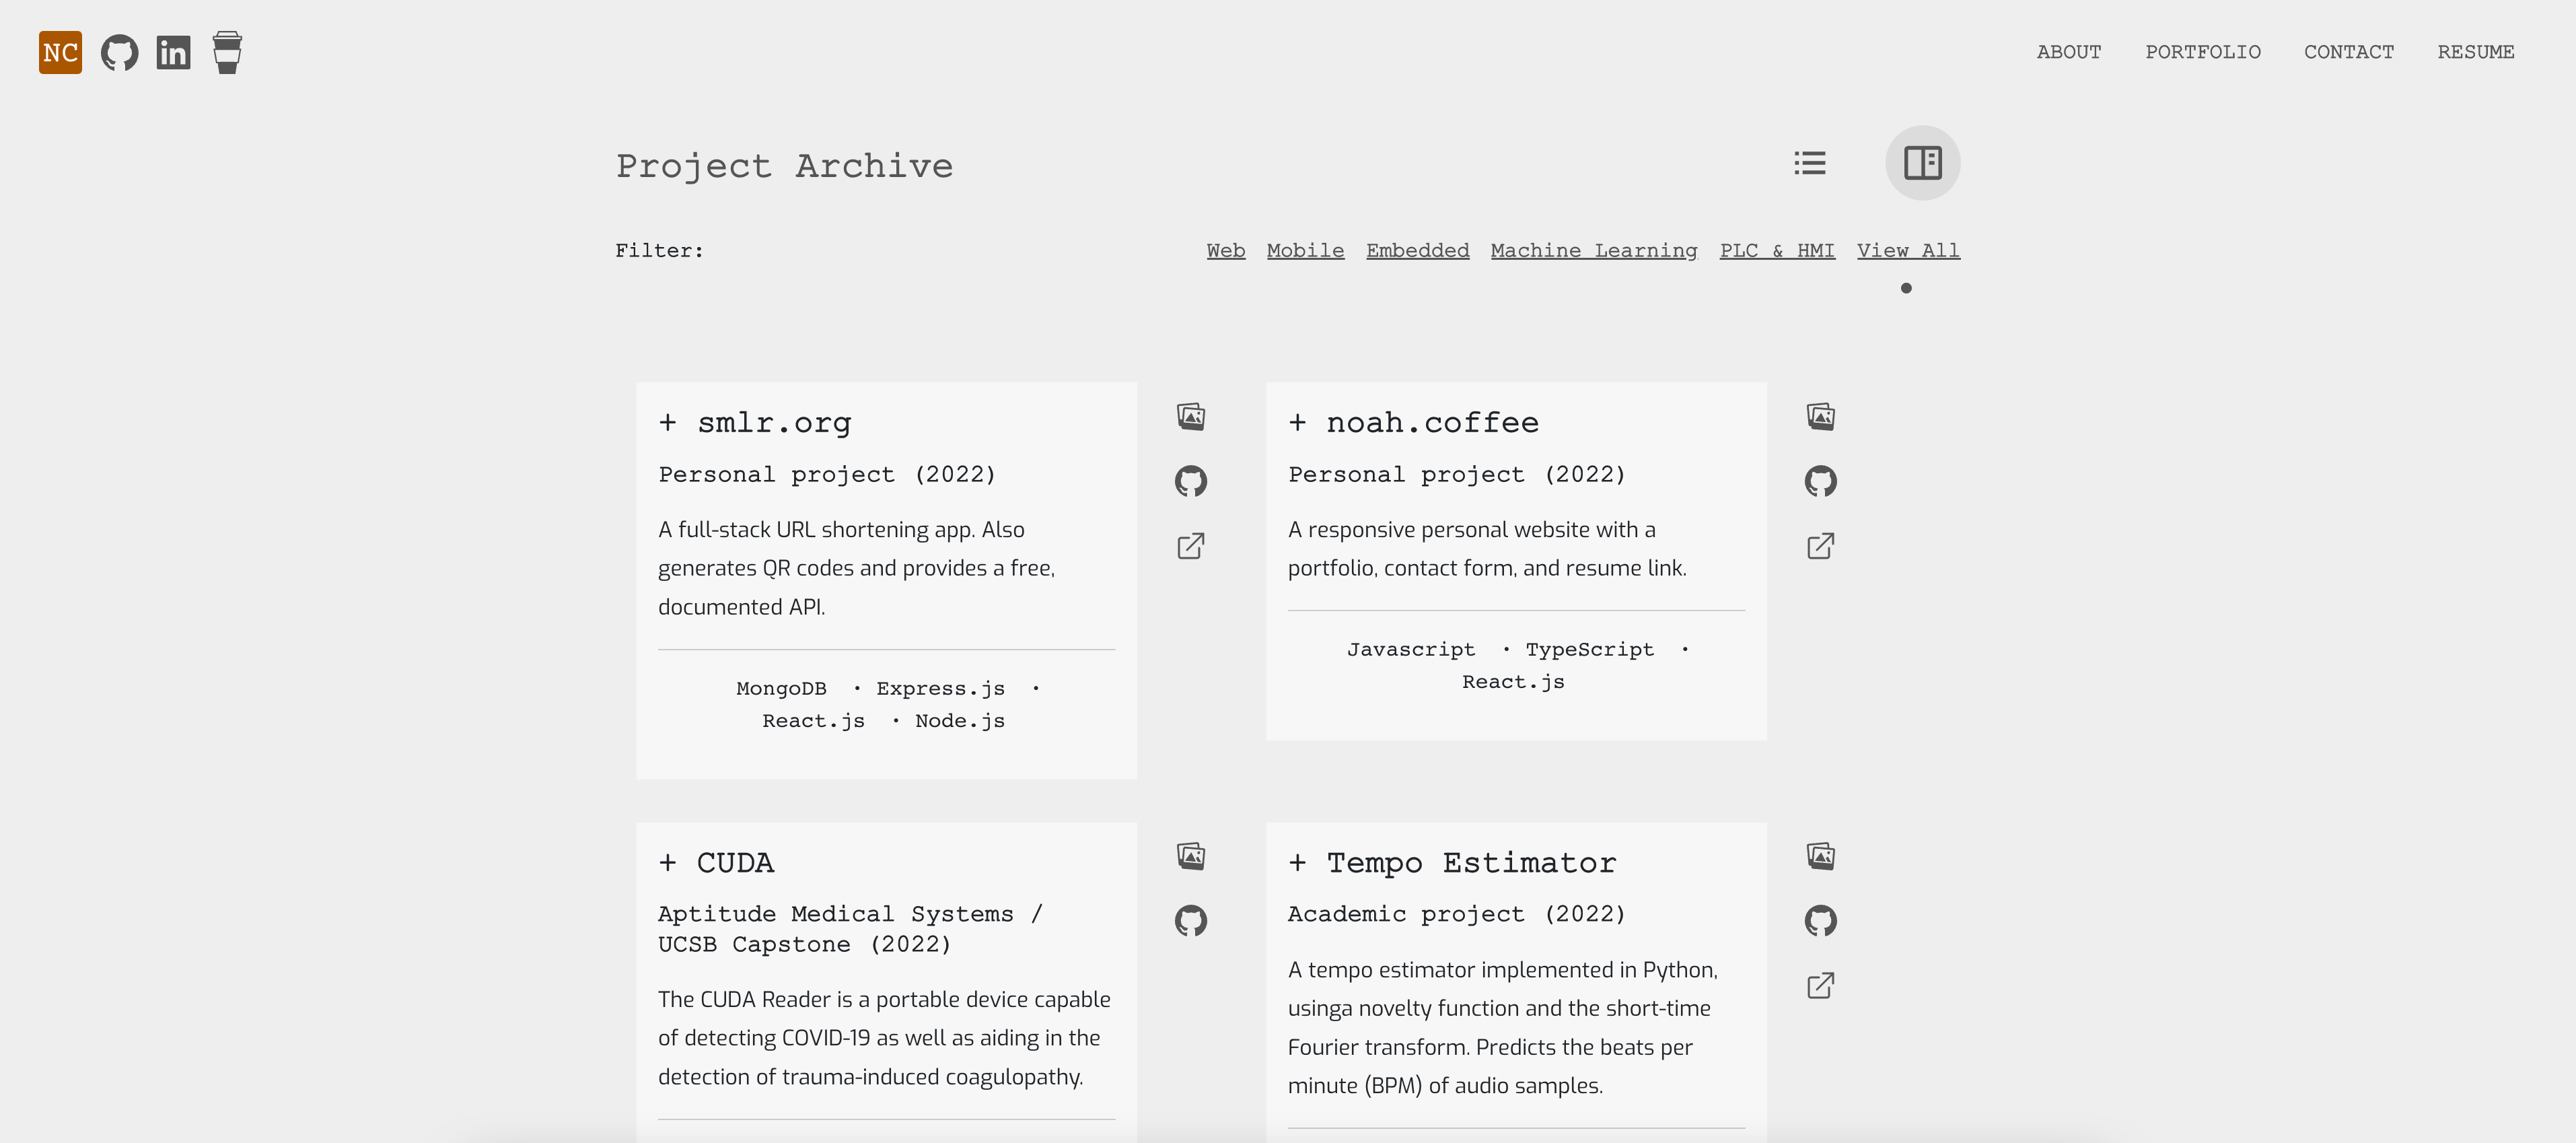 NC
ABOUT PORTFOLIO CONTACT RESUME
Project Archive
Filter:
Web Mobile Embedded Machine Learning PLC & HMI View All
+ smlr.org
Personal project (2022)
A full-stack URL shortening app. Also
generates QR codes and provides a free,
documented API.
MongoDB • Express.js •
React.js • Node.js
+ noah.coffee
Personal project (2022)
A responsive personal website with a
portfolio, contact form, and resume link.
Javascript • TypeScript •
React.js
+ CUDA
Aptitude Medical Systems /
UCSB Capstone (2022)
The CUDA Reader is a portable device capable
of detecting COVID-19 as well as aiding in the
detection of trauma-induced coagulopathy.
+ Tempo Estimator
Academic project (2022)
A tempo estimator implemented in Python,
usinga novelty function and the short-time
Fourier transform. Predicts the beats per
minute (BPM) of audio samples.